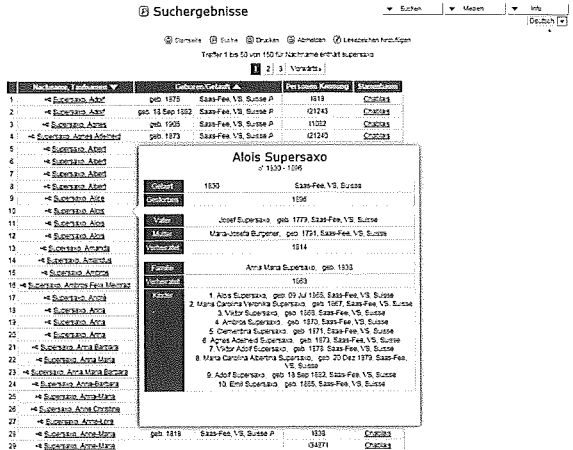 Suchergebnisse
Suchen Medien Info
Deutsch
Startseite Suche Drucken Abmelden Lesezeichen hinzufügen
Treffer 1 bis 50 von 150 für Nachname enthält supersaxo
1 2 3 Vorwärts
Nachname, Taufnamen Geboren/Getauft Personen Kennung Stammbaum
1 Supersaxo, Adolf geb. 1878 Saas-Fee, VS, Suisse Chablais
2 Supersaxo, Adolf geb. 18 Sep 1882 Saas-Fee, VS, Suisse I21243 Chablais
3 Supersaxo, Agnes geb. 1905 Saas-Fee, VS, Suisse Chablais
4 Supersaxo, Agnes Adelheid geb. 1873 Saas-Fee, VS, Suisse I21240 Chablais
5 Supersaxo, Albert
6 Supersaxo, Albert
7 Supersaxo, Albert
8 Supersaxo, Albert
9 Supersaxo, Alice
10 Supersaxo, Alois
11 Supersaxo, Alois
12 Supersaxo, Alois
13 Supersaxo, Amanda
14 Supersaxo, Amandus
15 Supersaxo, Ambros
16 Supersaxo, Ambros Felix Meinrad
17 Supersaxo, André
18 Supersaxo, Anna
19 Supersaxo, Anna
20 Supersaxo, Anna
21 Supersaxo, Anna Barbara
22 Supersaxo, Anna Maria
23 Supersaxo, Anna Maria Barbara
24 Supersaxo, Anna-Barbara
25 Supersaxo, Anna-Maria
26 Supersaxo, Anne Christine
27 Supersaxo, Anne-Lore
28 Supersaxo, Anne-Marie geb. 1818 Saas-Fee, VS, Suisse Chablais
29 Supersaxo, Anne-Marie I34271 Chablais
Alois Supersaxo
1830 - 1896
Geburt 1830 Saas-Fee, VS, Suisse
Gestorben 1896
Vater Josef Supersaxo, geb. 1779, Saas-Fee, VS, Suisse
Mutter Maria-Josefa Burgener, geb. 1791, Saas-Fee, VS, Suisse
Verheiratet 1814
Familie Anna Maria Supersaxo, geb.
Verheiratet 1863
Kinder 1. Alois Supersaxo, geb. 09 Jul 1865, Saas-Fee, VS, Suisse
2. Maria Carolina Veronika Supersaxo, geb. 1867, Saas-Fee, VS, Suisse
3. Viktor Supersaxo, geb. 1868, Saas-Fee, VS, Suisse
4. Ambros Supersaxo, geb. 1870, Saas-Fee, VS, Suisse
5. Clementina Supersaxo, geb. 1871, Saas-Fee, VS, Suisse
6. Agnes Adelheid Supersaxo, geb. 1873, Saas-Fee, VS, Suisse
7. Viktor Adolf Supersaxo, geb. 1878, Saas-Fee, VS, Suisse
8. Maria Carolina Albertina Supersaxo, geb. 20 Dez 1879, Saas-Fee,
VS, Suisse
9. Adolf Supersaxo, geb. 18 Sep 1882, Saas-Fee, VS, Suisse
10. Emil Supersaxo, geb. 1885, Saas-Fee, VS, Suisse